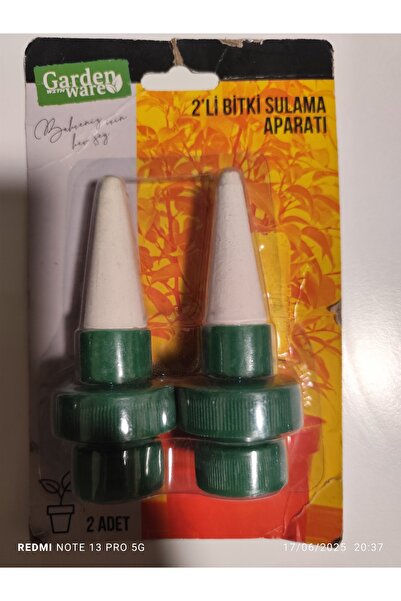 Garden
WITH
ware
Bahçeniz için
her şey
2'Lİ BİTKİ SULAMA
APARATI
2 ADET
REDMI NOTE 13 PRO 5G
17/06/2025 20:37